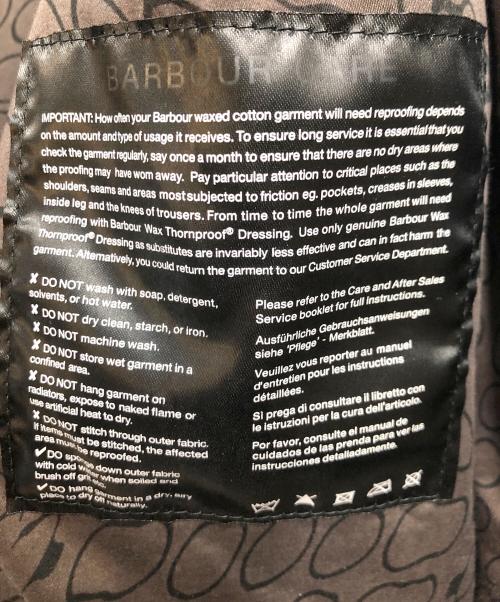 BARBOUR CARE
IMPORTANT: How often your Barbour waxed cotton garment will need reproofing depends
on the amount and type of usage it receives. To ensure long service it is essential that you
check the garment regularly, say once a month to ensure that there are no dry areas where
the proofing may have worn away. Pay particular attention to critical places such as the
shoulders, seams and areas most subjected to friction eg. pockets, creases in sleeves,
inside leg and the knees of trousers. From time to time the whole garment will need
reproofing with Barbour Wax Thornproof® Dressing. Use only genuine Barbour Wax
Thornproof® Dressing as substitutes are invariably less effective and can in fact harm the
garment. Alternatively, you could return the garment to our Customer Service Department.
✗ DO NOT wash with soap, detergent,
solvents, or hot water.
✗ DO NOT dry clean, starch, or iron.
✗ DO NOT machine wash.
✗ DO NOT store wet garment in a
confined area.
✗ DO NOT hang garment on
radiators, expose to naked flame or
use artificial heat to dry.
✗ DO NOT stitch through outer fabric.
If items must be stitched, the affected
area must be reproofed.
✔ DO sponge down outer fabric
with cold water when soiled and
brush off grit etc.
✔ DO hang garment in a dry, airy
place to dry off naturally.
Please refer to the Care and After Sales
Service booklet for full instructions.
Ausführliche Gebrauchsanweisungen
siehe 'Pflege' - Merkblatt.
Veuillez vous reporter au manuel
d'entretien pour les instructions
détaillées.
Si prega di consultare il libretto con
le istruzioni per la cura dell'articolo.
Por favor, consulte el manual de
cuidados de las prenda para ver las
instrucciones detalladamente.